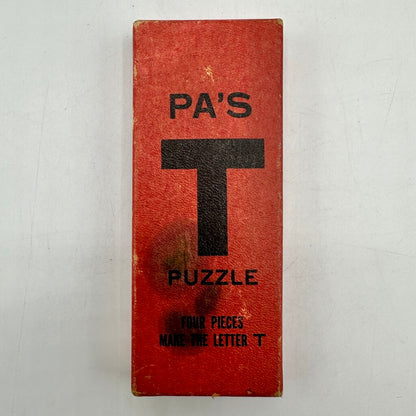 PA'S
T
PUZZLE
FOUR PIECES
MAKE THE LETTER T